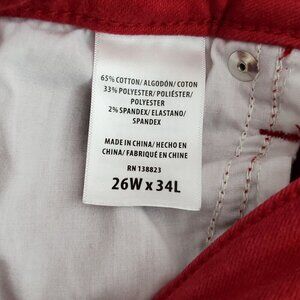 65% COTTON/ ALGODÓN/ COTON
33% POLYESTER/ POLIÉSTER/
POLYESTER
2% SPANDEX/ ELASTANO/
SPANDEX
MADE IN CHINA/ HECHO EN
CHINA/ FABRIQUÉ EN CHINE
RN 138823
26W x 34L